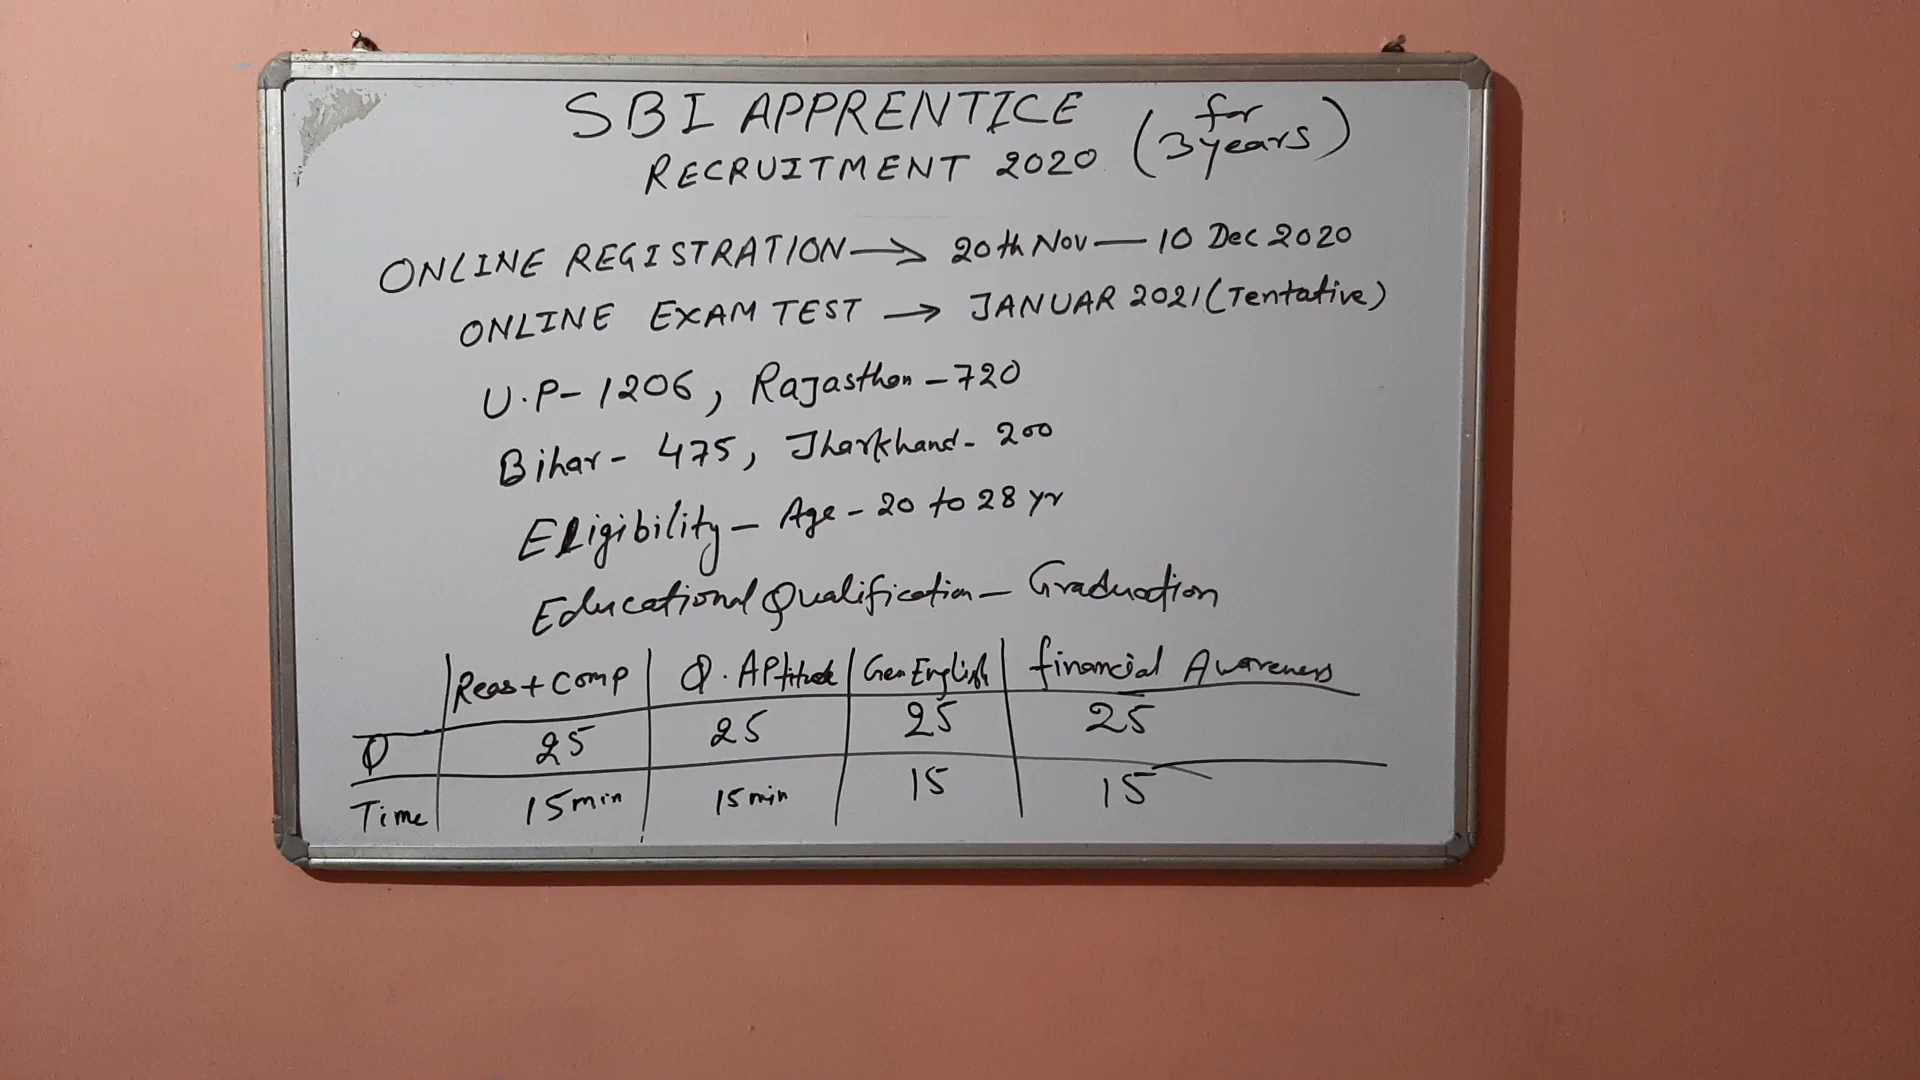 SBI APPRENTICE (for
RECRUITMENT 2020 3 years)
ONLINE REGISTRATION → 20th Nov — 10 Dec 2020
ONLINE EXAM TEST → JANUAR 2021 (Tentative)
U.P - 1206, Rajasthan - 720
Bihar - 475, Jharkhand - 200
Eligibility - Age - 20 to 28 yr
Educational Qualification - Graduation
Reas + Comp Q. APtitude Gen English financial Awareness
Q 25 25 25 25
Time 15 min 15 min 15 15